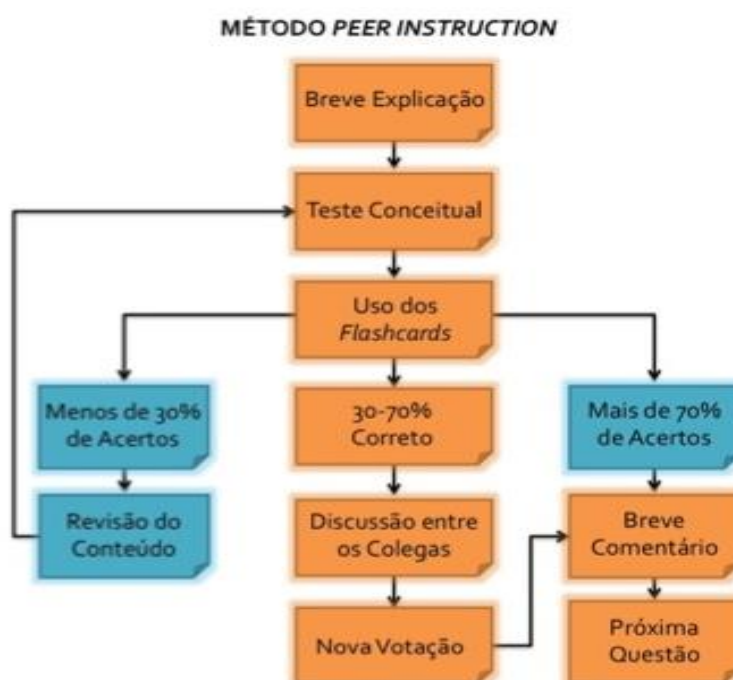 MÉTODO PEER INSTRUCTION
Breve Explicação
Teste Conceitual
Uso dos
Flashcards
Menos de 30%
de Acertos
30-70%
Correto
Mais de 70%
de Acertos
Revisão do
Conteúdo
Discussão entre
os Colegas
Breve
Comentário
Nova Votação
Próxima
Questão